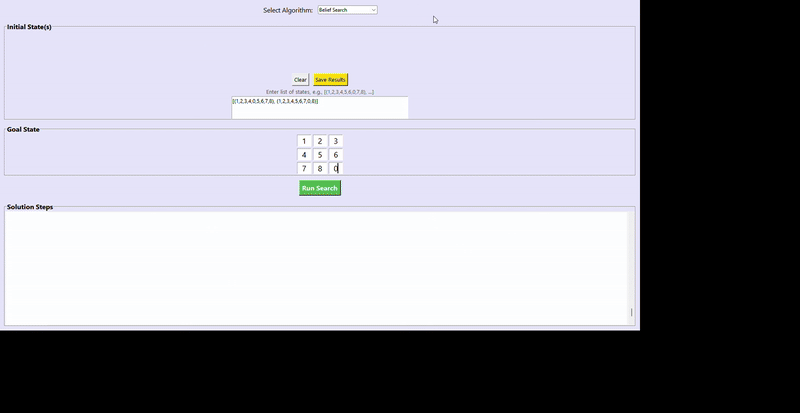 Select Algorithm: Belief Search
Initial State(s)
Clear Save Results
Enter list of states, e.g. [(1,2,3,4,5,6,0,7,8), ...]
[(1,2,3,4,0,5,6,7,8), (1,2,3,4,5,6,7,0,8)]
Goal State
1 2 3
4 5 6
7 8 0
Run Search
Solution Steps